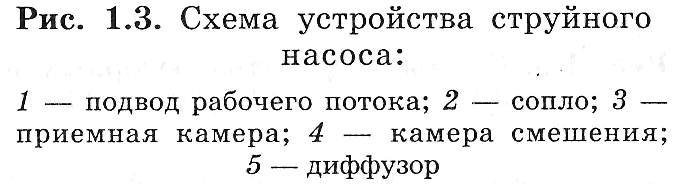 Рис. 1.3. Схема устройства струйного
насоса:
1 — подвод рабочего потока; 2 — сопло; 3 —
приемная камера; 4 — камера смешения;
5 — диффузор